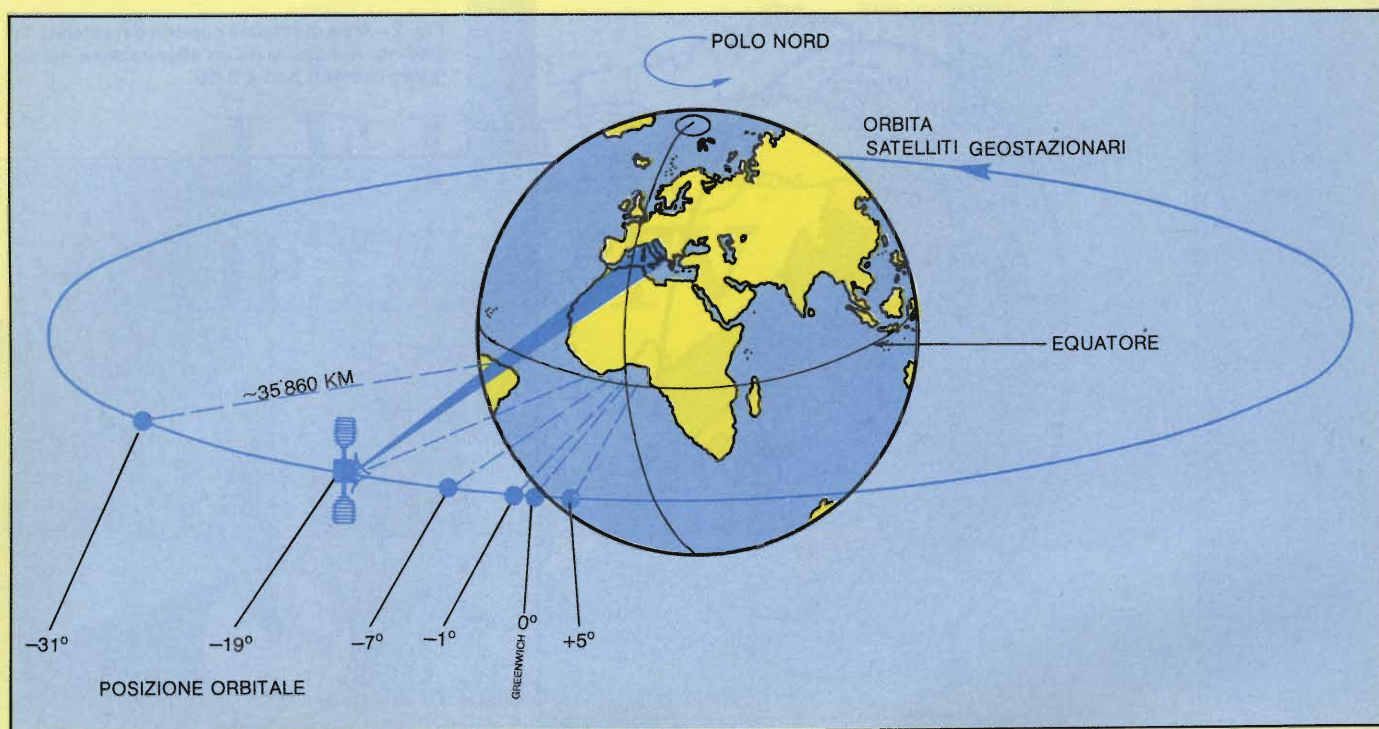 POLO NORD
ORBITA
SATELLITI GEOSTAZIONARI
EQUATORE
~35'860 KM
−31°
−19°
−7°
−1°
GREENWICH 0°
+5°
POSIZIONE ORBITALE